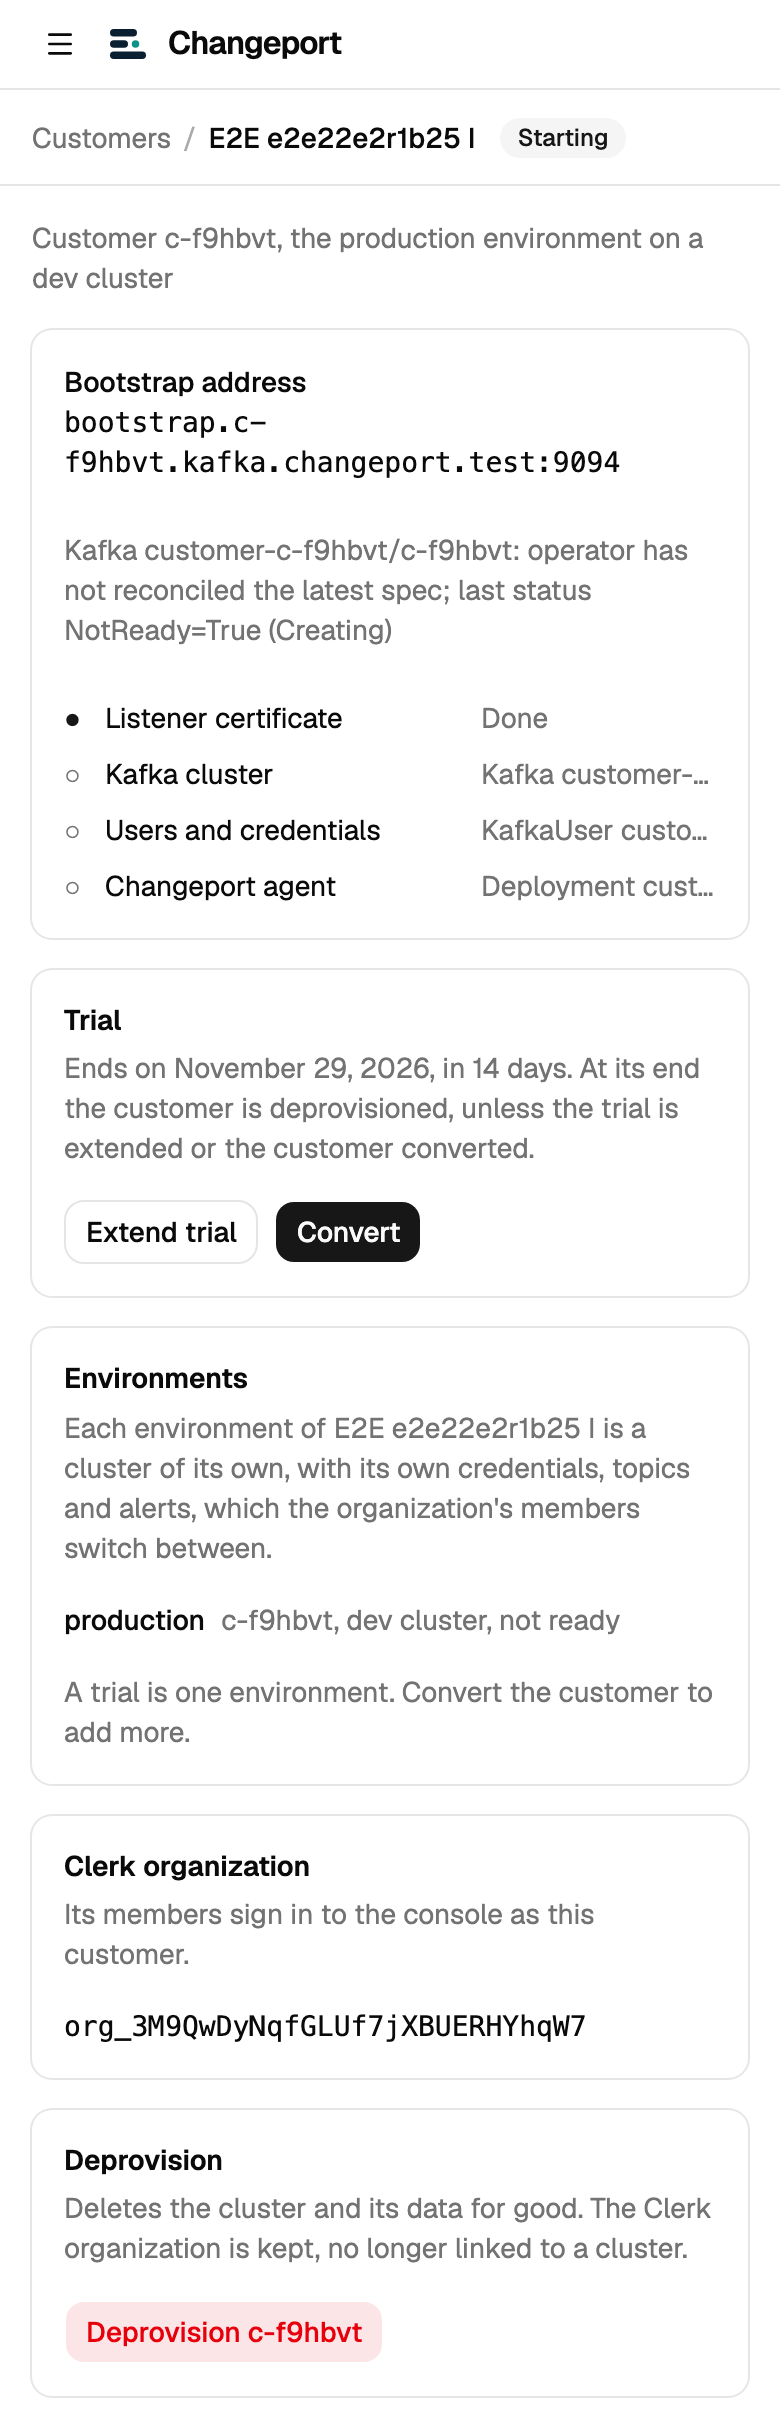 Changeport
Customers / E2E e2e22e2r1b25 I Starting
Customer c-f9hbvt, the production environment on a
dev cluster
Bootstrap address
bootstrap.c-
f9hbvt.kafka.changeport.test:9094
Kafka customer-c-f9hbvt/c-f9hbvt: operator has
not reconciled the latest spec; last status
NotReady=True (Creating)
Listener certificate Done
Kafka cluster Kafka customer-...
Users and credentials KafkaUser custo...
Changeport agent Deployment cust...
Trial
Ends on November 29, 2026, in 14 days. At its end
the customer is deprovisioned, unless the trial is
extended or the customer converted.
Extend trial Convert
Environments
Each environment of E2E e2e22e2r1b25 I is a
cluster of its own, with its own credentials, topics
and alerts, which the organization's members
switch between.
production c-f9hbvt, dev cluster, not ready
A trial is one environment. Convert the customer to
add more.
Clerk organization
Its members sign in to the console as this
customer.
org_3M9QwDyNqfGLUf7jXBUERHYhqW7
Deprovision
Deletes the cluster and its data for good. The Clerk
organization is kept, no longer linked to a cluster.
Deprovision c-f9hbvt